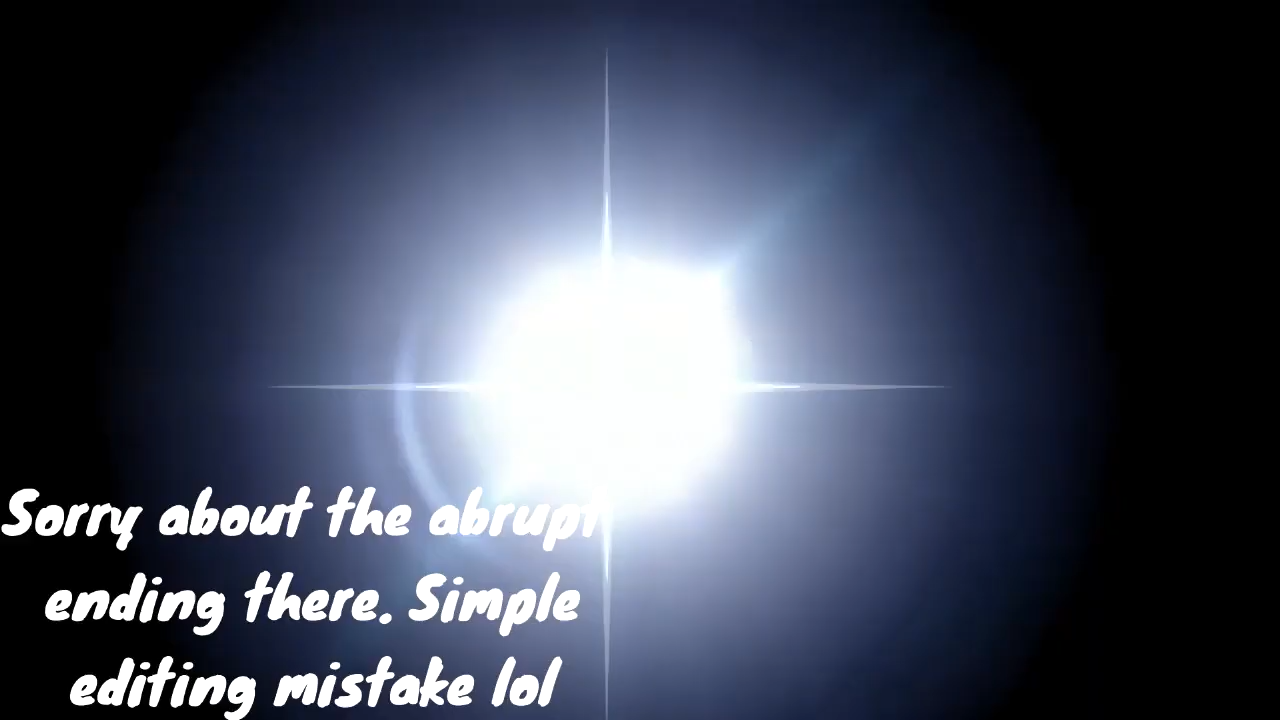 Sorry about the abrupt
ending there. Simple
editing mistake lol